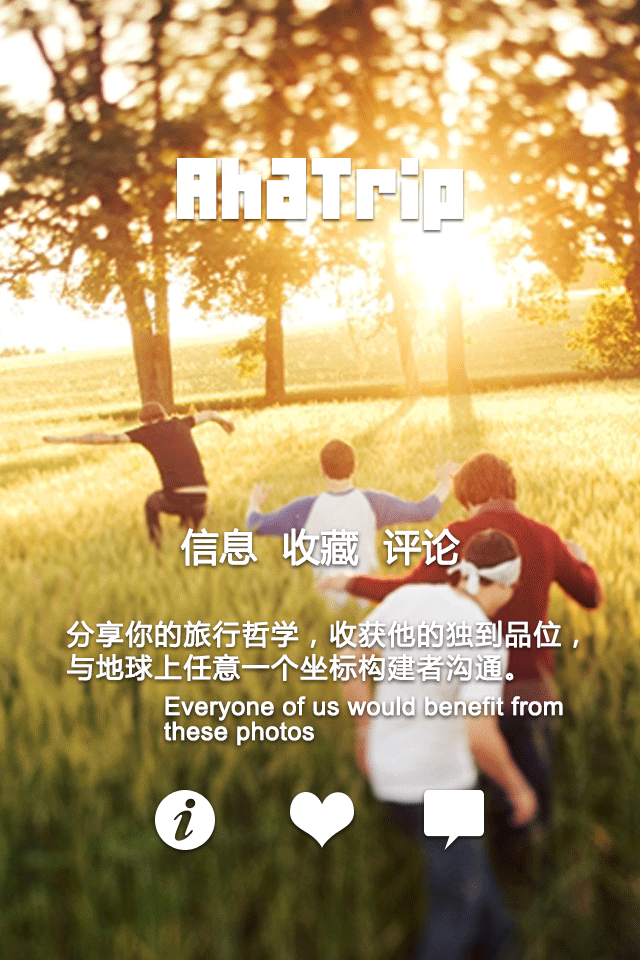 AhaTrip
信息 收藏 评论
分享你的旅行哲学，收获他的独到品位，
与地球上任意一个坐标构建者沟通。
Everyone of us would benefit from
these photos
i